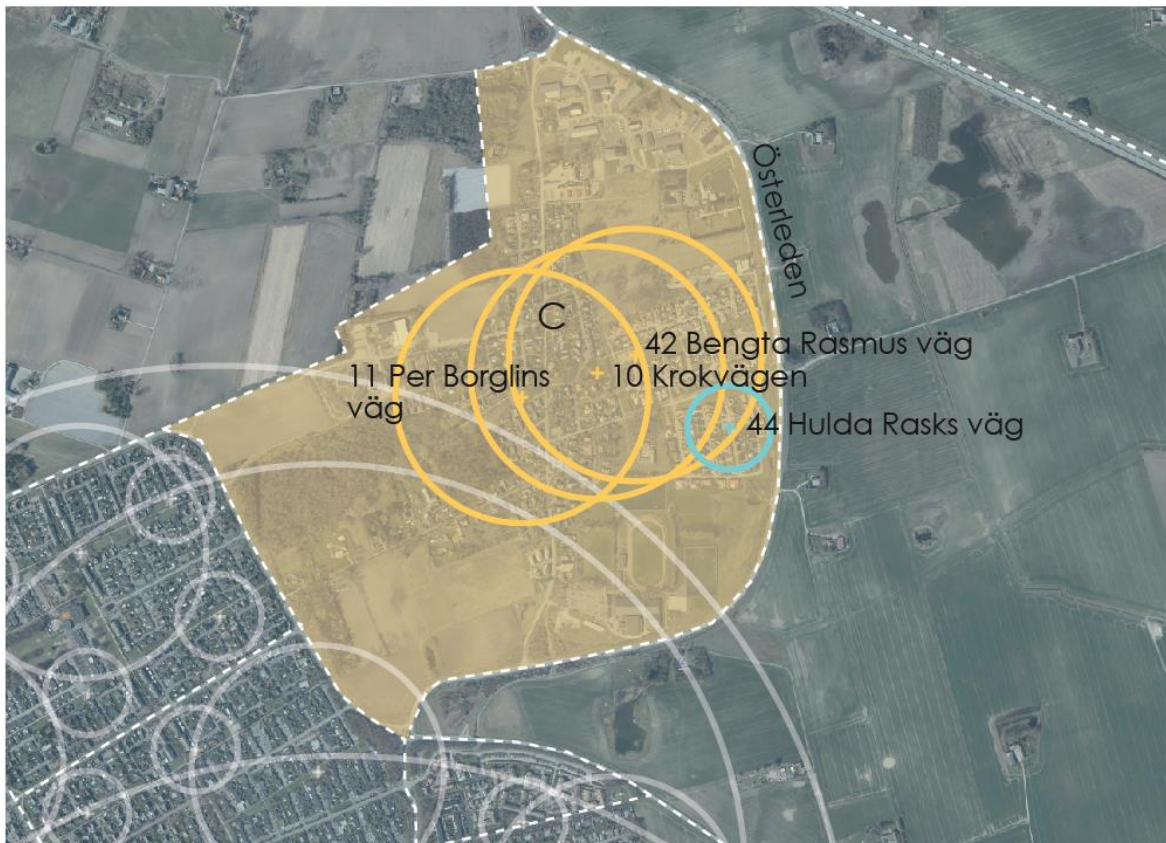 Österleden
C
42 Bengta Rasmus väg
11 Per Borglins
väg
10 Krokvägen
44 Hulda Rasks väg